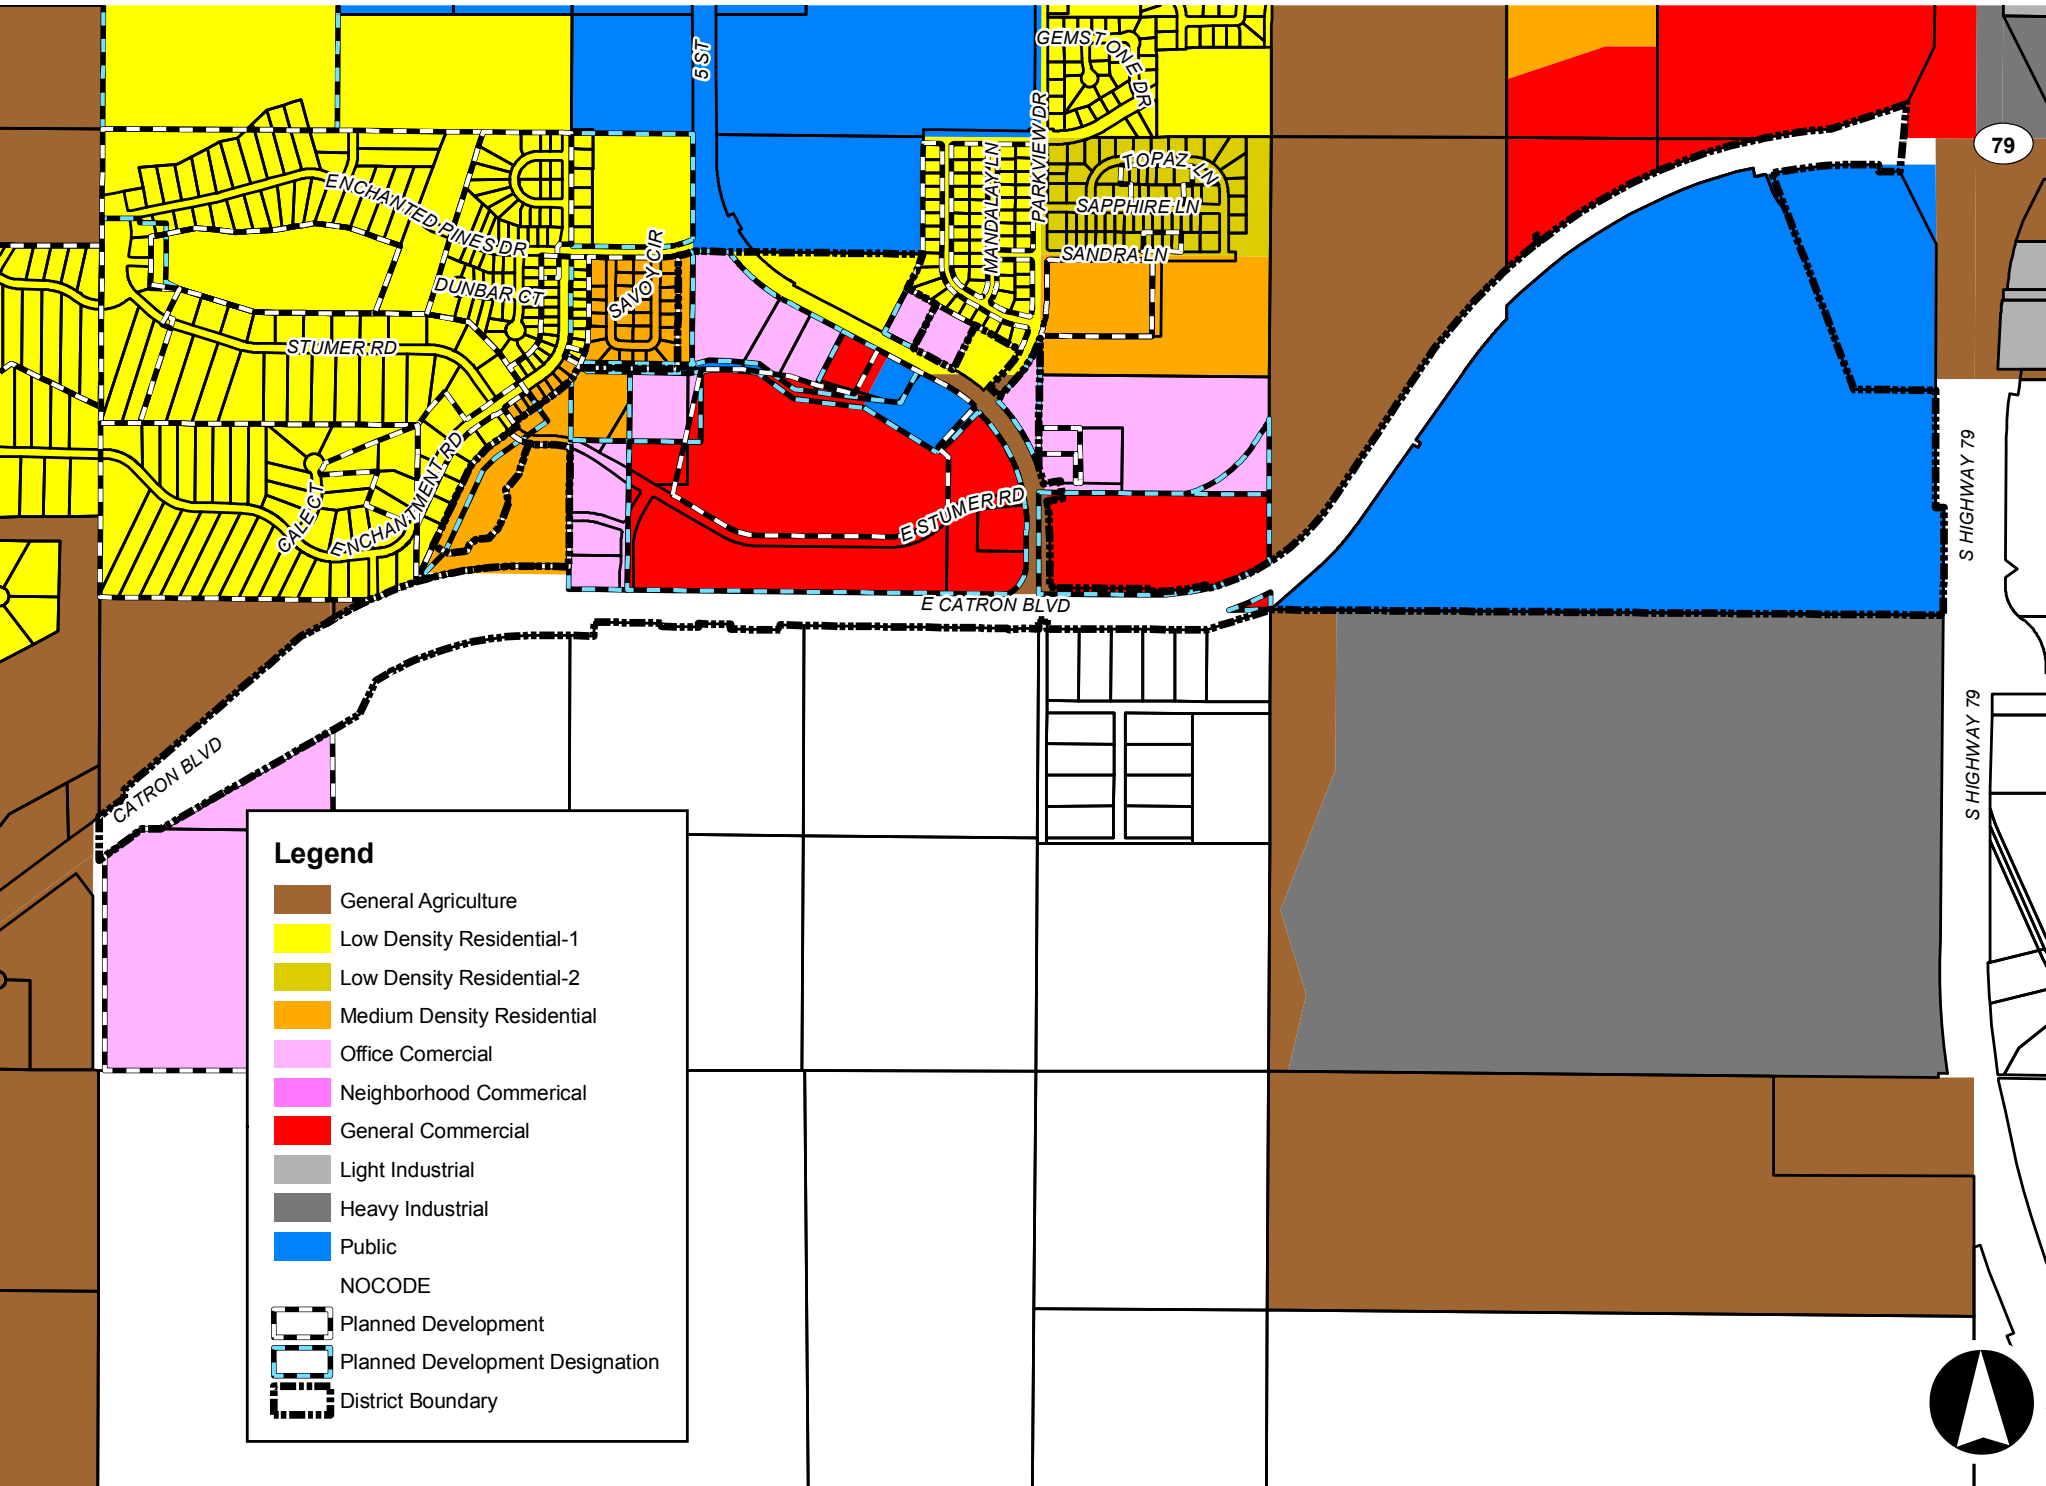 5 ST
GEMSTONE DR
PARKVIEW DR
79
MANDALAY LN
TOPAZ LN
ENCHANTED PINES DR
SAPPHIRE LN
SANDRA LN
SAVOY CIR
DUNBAR CT
STUMER RD
CALE CT
ENCHANTMENT RD
E STUMER RD
S HIGHWAY 79
E CATRON BLVD
CATRON BLVD
S HIGHWAY 79
Legend
General Agriculture
Low Density Residential-1
Low Density Residential-2
Medium Density Residential
Office Comercial
Neighborhood Commerical
General Commercial
Light Industrial
Heavy Industrial
Public
NOCODE
Planned Development
Planned Development Designation
District Boundary